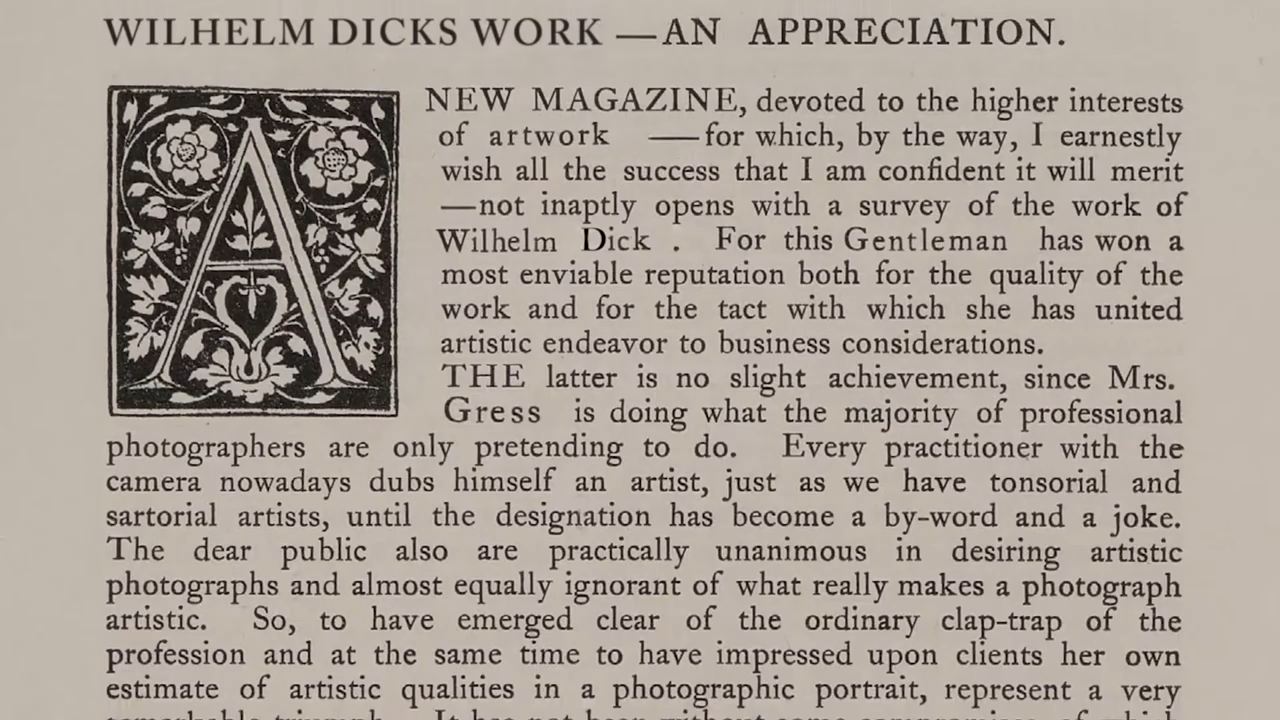 WILHELM DICKS WORK —AN APPRECIATION.
A NEW MAGAZINE, devoted to the higher interests
of artwork —for which, by the way, I earnestly
wish all the success that I am confident it will merit
—not inaptly opens with a survey of the work of
Wilhelm Dick . For this Gentleman has won a
most enviable reputation both for the quality of the
work and for the tact with which she has united
artistic endeavor to business considerations.
THE latter is no slight achievement, since Mrs.
Gress is doing what the majority of professional
photographers are only pretending to do. Every practitioner with the
camera nowadays dubs himself an artist, just as we have tonsorial and
sartorial artists, until the designation has become a by-word and a joke.
The dear public also are practically unanimous in desiring artistic
photographs and almost equally ignorant of what really makes a photograph
artistic. So, to have emerged clear of the ordinary clap-trap of the
profession and at the same time to have impressed upon clients her own
estimate of artistic qualities in a photographic portrait, represent a very